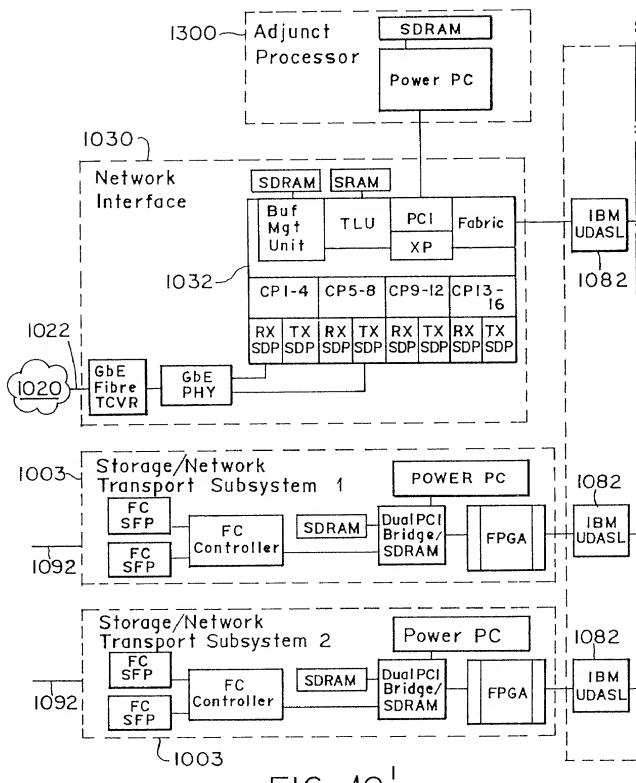 1300
Adjunct
Processor
SDRAM
Power PC
1030
Network
Interface
SDRAM
SRAM
Buf
Mgt
Unit
TLU
PCI
XP
Fabric
IBM
UDASL
1082
1032
CP1-4
CP5-8
CP9-12
CP13-
16
RX
SDP
TX
SDP
RX
SDP
TX
SDP
RX
SDP
TX
SDP
RX
SDP
TX
SDP
1022
1020
GbE
Fibre
TCVR
GbE
PHY
1003
Storage/Network
Transport Subsystem 1
POWER PC
1082
FC
SFP
FC
SFP
FC
Controller
SDRAM
Dual PCI
Bridge/
SDRAM
FPGA
IBM
UDASL
1092
Storage/Network
Transport Subsystem 2
Power PC
1082
FC
SFP
FC
SFP
FC
Controller
SDRAM
Dual PCI
Bridge/
SDRAM
FPGA
IBM
UDASL
1092
1003